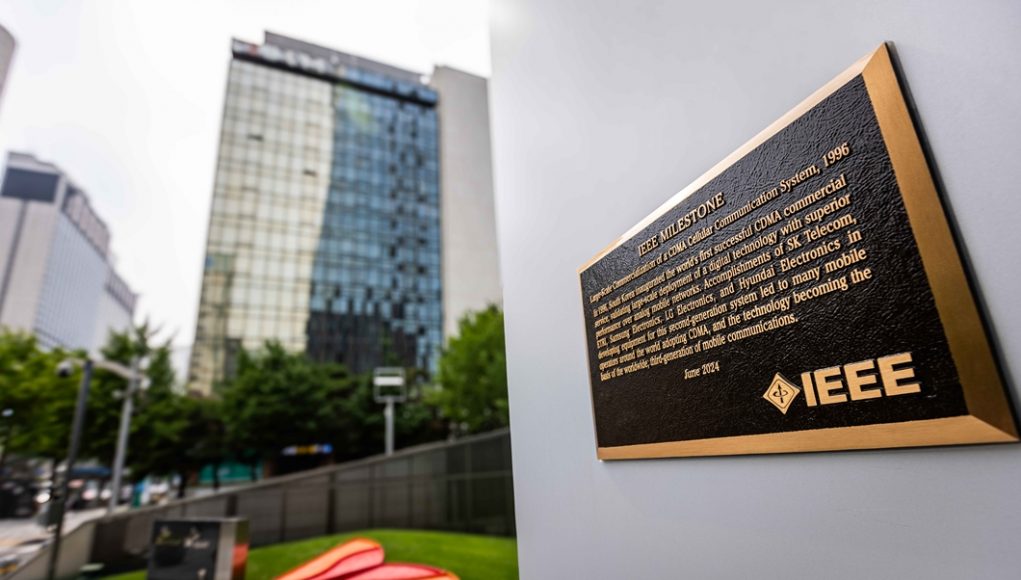 IEEE MILESTONE
Large-Scale Commercialization of a CDMA Cellular Communication System, 1996
In 1996, South Korea inaugurated the world's first successful CDMA commercial
service, validating large-scale deployment of a digital technology with superior
performance over analog mobile networks. Accomplishments of SK Telecom,
ETRI, Samsung Electronics, LG Electronics, and Hyundai Electronics in
developing equipment for this second-generation system led to many mobile
operators around the world adopting CDMA, and the technology becoming the
basis of the worldwide, third-generation of mobile communications.
June 2024
IEEE